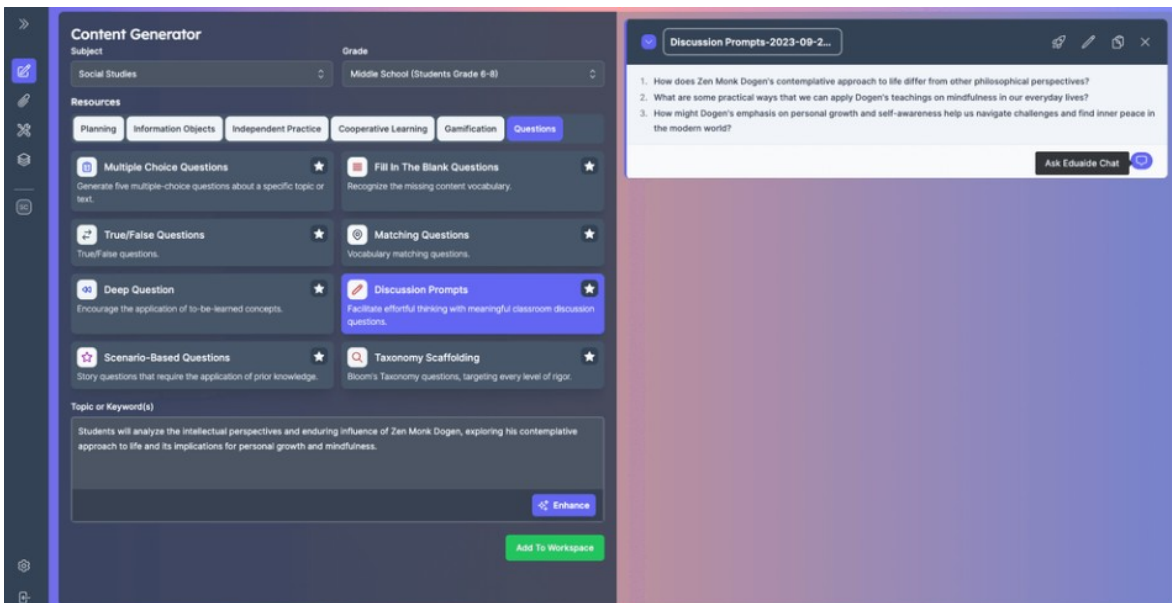 Content Generator
Subject
Grade
Social Studies
Middle School (Students Grade 6-8)
Resources
Planning
Information Objects
Independent Practice
Cooperative Learning
Gamification
Questions
Multiple Choice Questions
Generate five multiple-choice questions about a specific topic or
text.
Fill In The Blank Questions
Recognize the missing content vocabulary.
True/False Questions
True/False questions.
Matching Questions
Vocabulary matching questions.
Deep Question
Encourage the application of to-be-learned concepts.
Discussion Prompts
Facilitate effortful thinking with meaningful classroom discussion
questions.
Scenario-Based Questions
Story questions that require the application of prior knowledge.
Taxonomy Scaffolding
Bloom's Taxonomy questions, targeting every level of rigor.
Topic or Keyword(s)
Students will analyze the intellectual perspectives and enduring influence of Zen Monk Dogen, exploring his contemplative
approach to life and its implications for personal growth and mindfulness.
Enhance
Add To Workspace
SC
Discussion Prompts-2023-09-2...
1. How does Zen Monk Dogen's contemplative approach to life differ from other philosophical perspectives?
2. What are some practical ways that we can apply Dogen's teachings on mindfulness in our everyday lives?
3. How might Dogen's emphasis on personal growth and self-awareness help us navigate challenges and find inner peace in
the modern world?
Ask Eduaide Chat